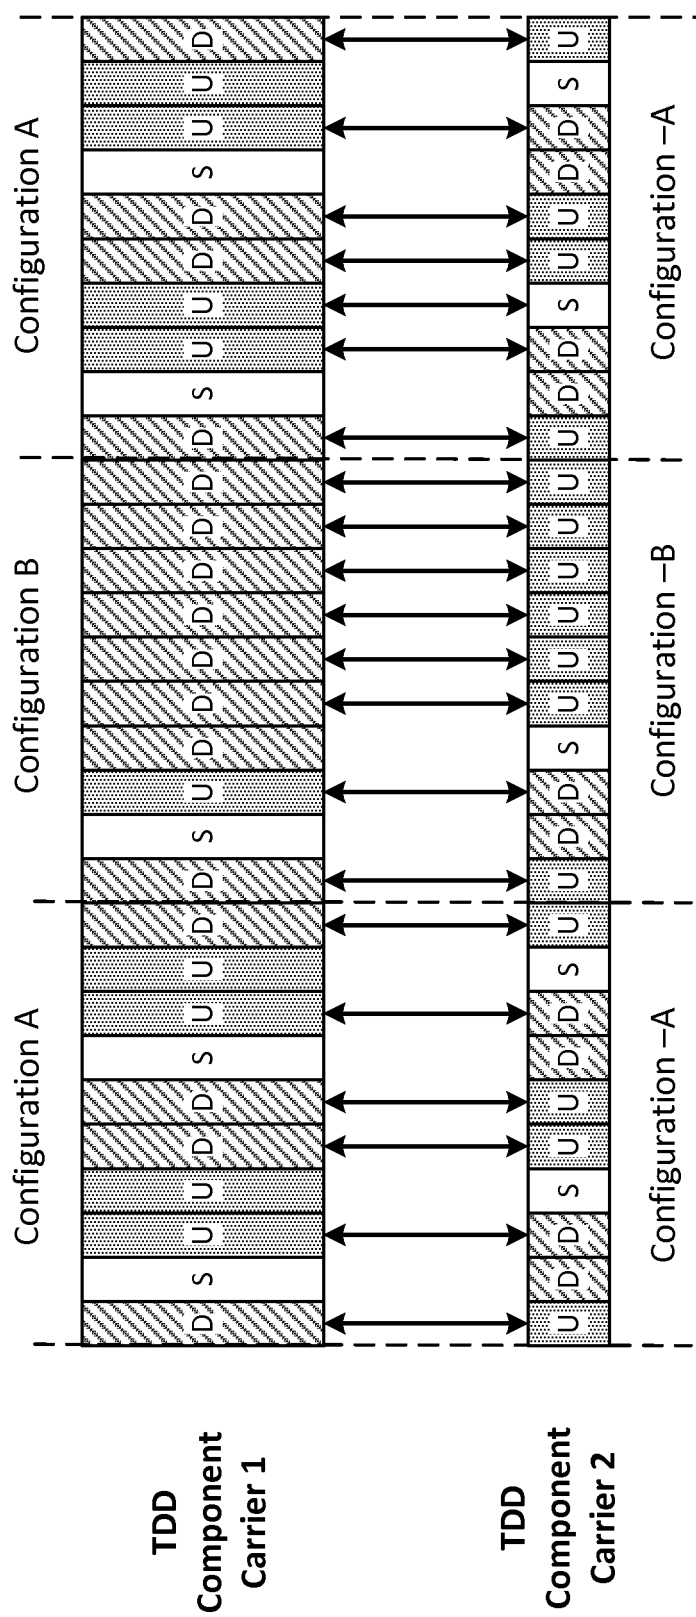 Configuration A Configuration B Configuration A
TDD
Component
Carrier 1
D S U U D D S U U D D S U D D D D D D D D S U U D D S U U D
TDD
Component
Carrier 2
U D D S U U D D S U U D D S U U U U U U U D D S U U D D S U
Configuration –A Configuration –B Configuration –A